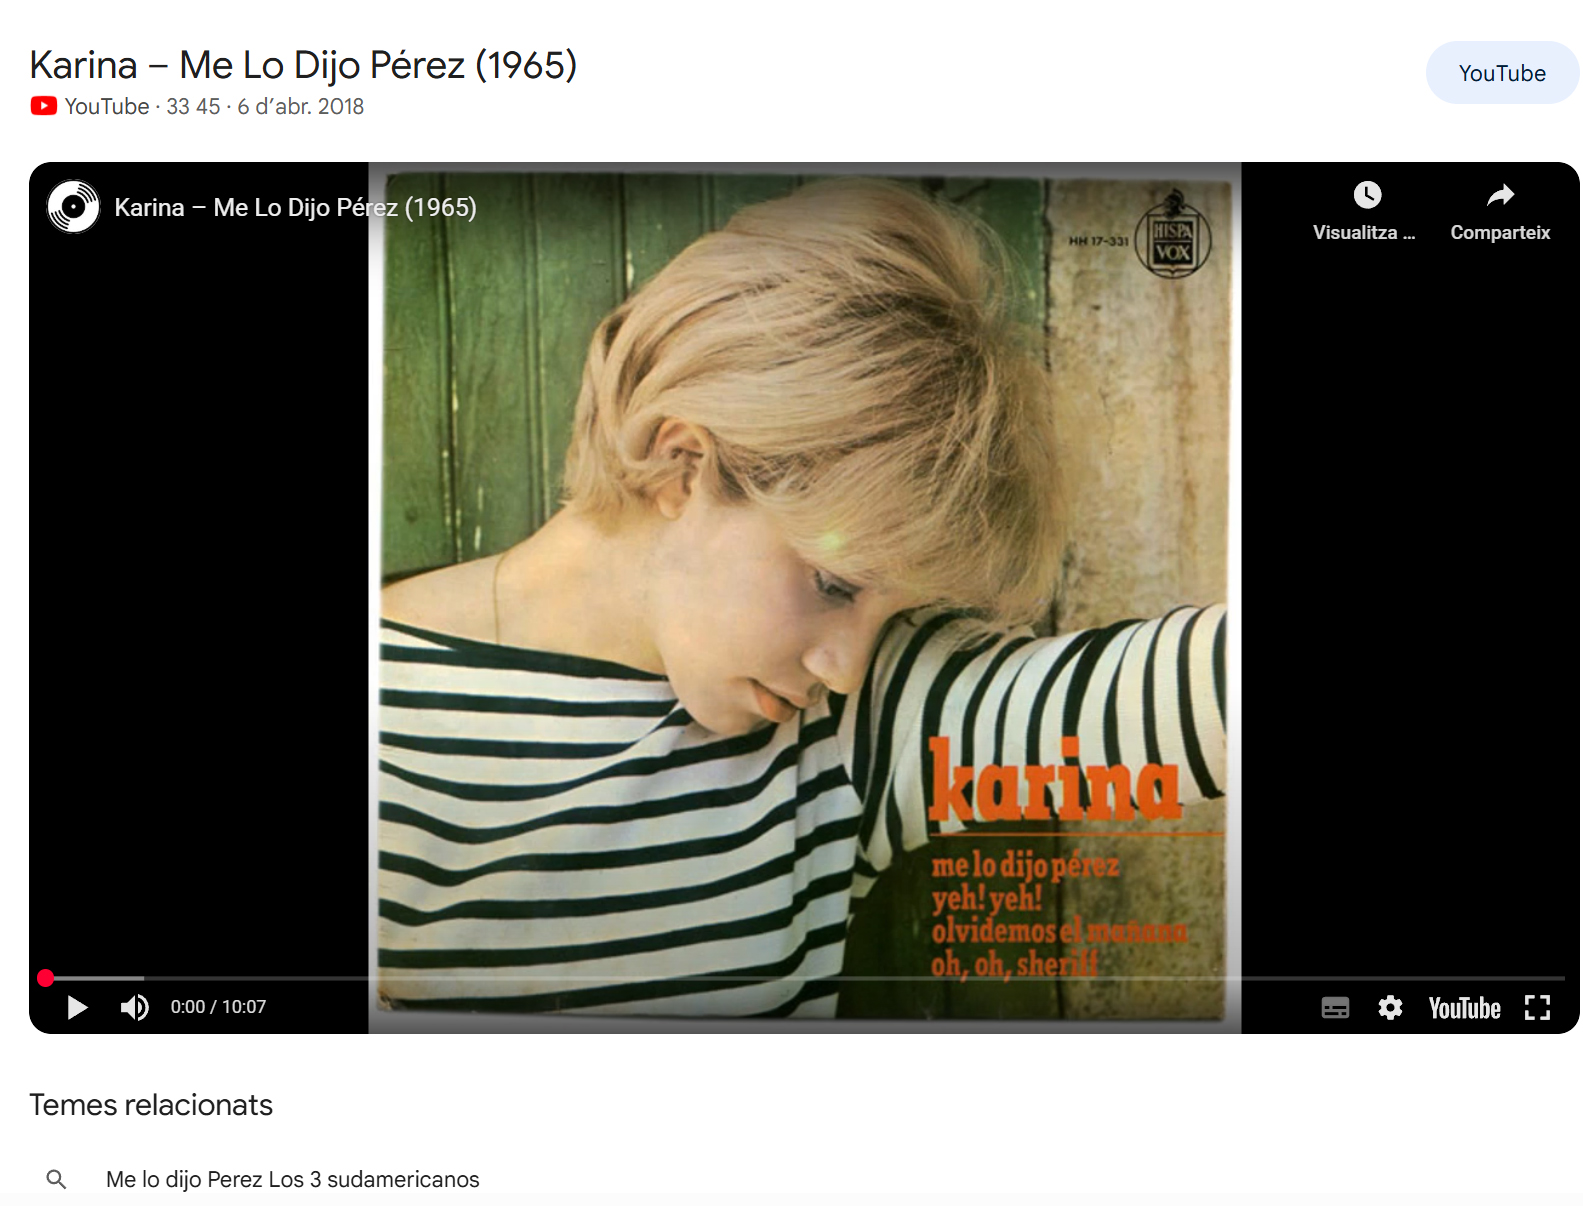 Karina – Me Lo Dijo Pérez (1965)
YouTube
YouTube · 33 45 · 6 d’abr. 2018
Karina – Me Lo Dijo Pérez (1965)
Visualitza ...
Comparteix
HH 17-331
HISPA
VOX
karina
me lo dijo pérez
yeh! yeh!
olvidemos el mañana
oh, oh, sheriff
0:00 / 10:07
YouTube
Temes relacionats
Me lo dijo Perez Los 3 sudamericanos